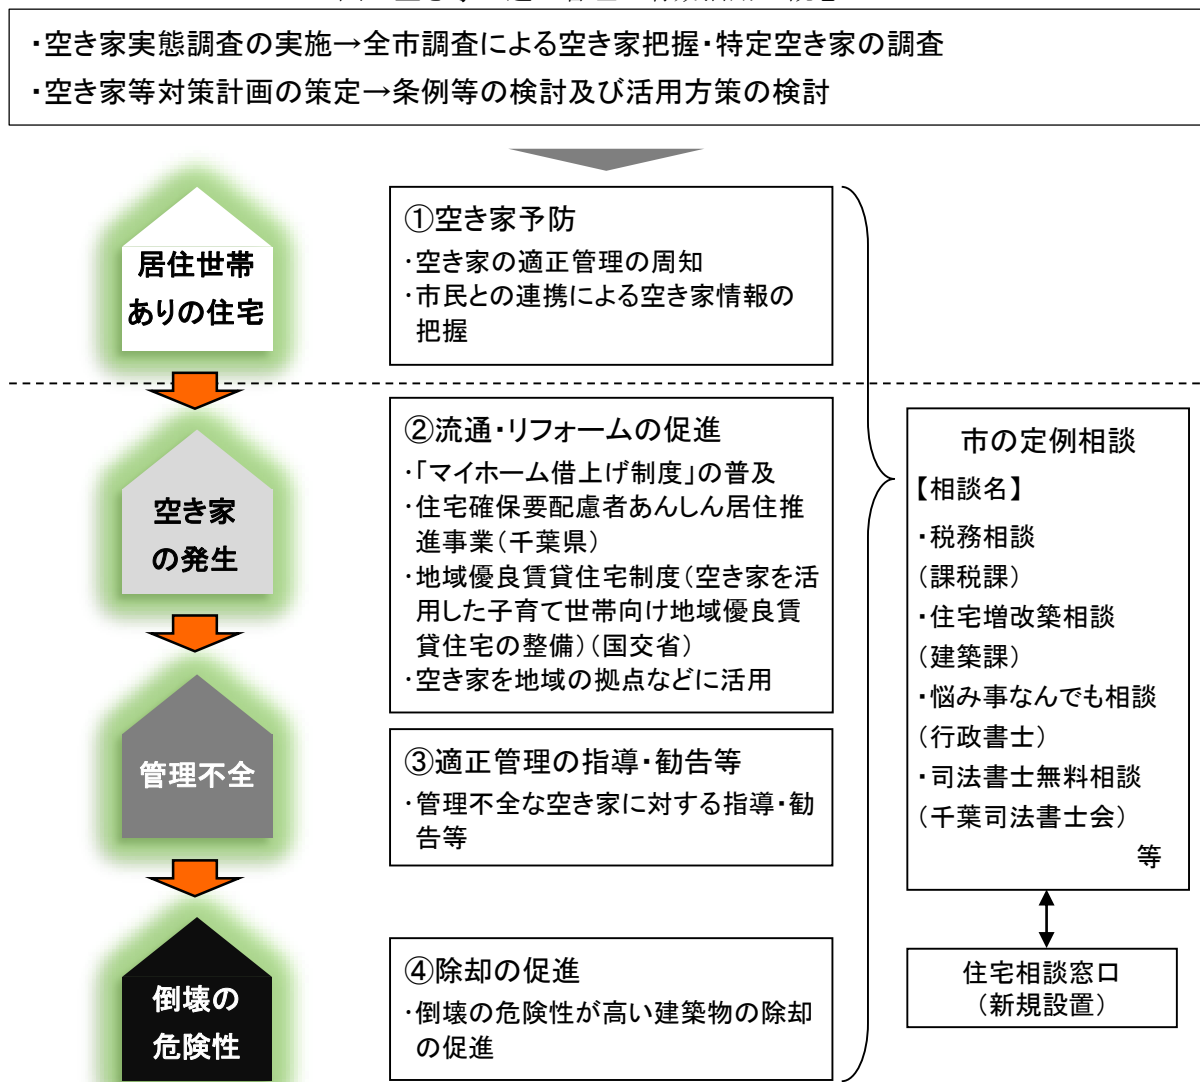 ・空き家実態調査の実施→全市調査による空き家把握・特定空き家の調査
・空き家等対策計画の策定→条例等の検討及び活用方策の検討
居住世帯
ありの住宅
①空き家予防
・空き家の適正管理の周知
・市民との連携による空き家情報の
把握
空き家
の発生
②流通・リフォームの促進
・「マイホーム借上げ制度」の普及
・住宅確保要配慮者あんしん居住推
進事業(千葉県)
・地域優良賃貸住宅制度(空き家を活
用した子育て世帯向け地域優良賃
貸住宅の整備)(国交省)
・空き家を地域の拠点などに活用
管理不全
③適正管理の指導・勧告等
・管理不全な空き家に対する指導・勧
告等
倒壊の
危険性
④除却の促進
・倒壊の危険性が高い建築物の除却
の促進
市の定例相談
【相談名】
・税務相談
(課税課)
・住宅増改築相談
(建築課)
・悩み事なんでも相談
(行政書士)
・司法書士無料相談
(千葉司法書士会)
等
住宅相談窓口
(新規設置)